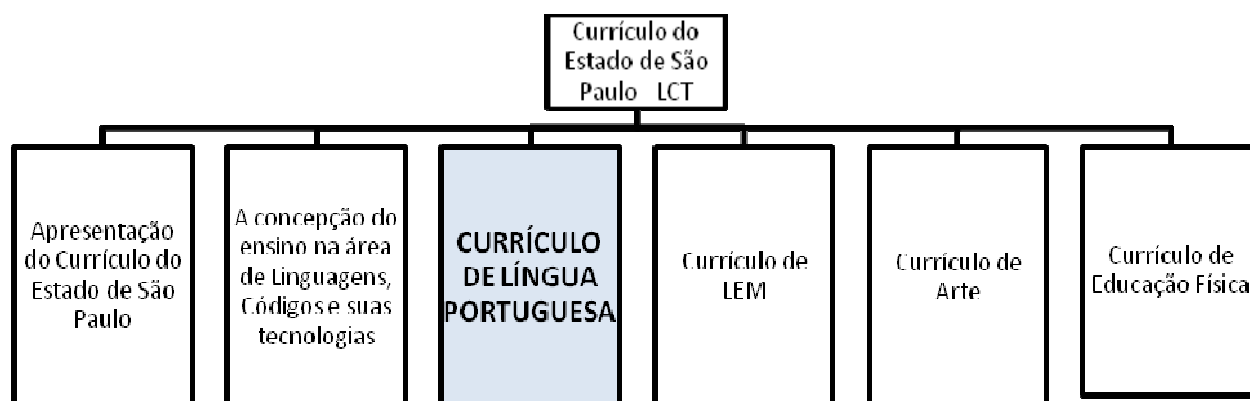 Currículo do
Estado de São
Paulo LCT
Apresentação
do Currículo do
Estado de São
Paulo
A concepção do
ensino na área
de Linguagens,
Códigos e suas
tecnologias
CURRÍCULO
DE LÍNGUA
PORTUGUESA
Currículo de
LEM
Currículo de
Arte
Currículo de
Educação Física